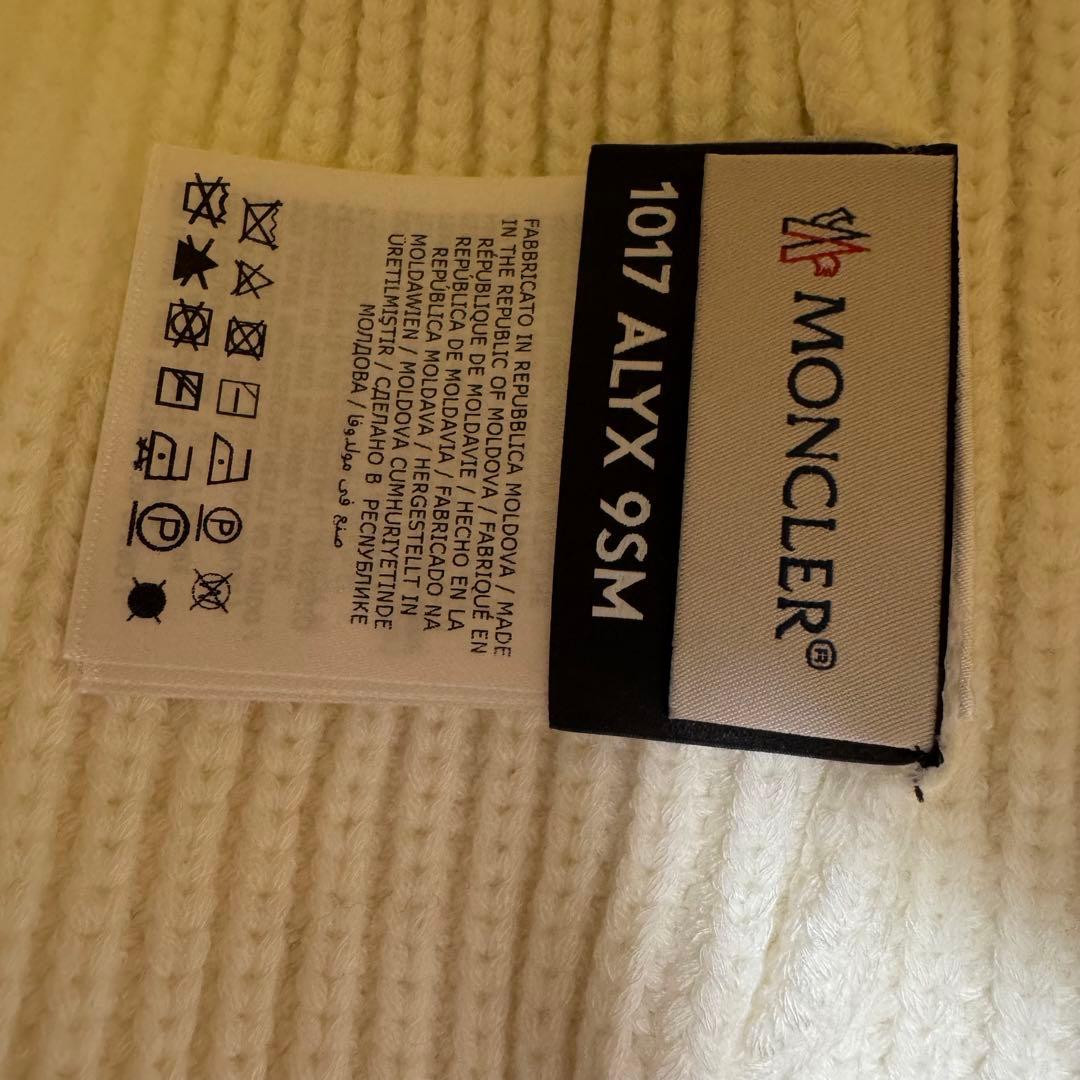 MONCLER®
1017 ALYX 9SM
FABBRICATO IN REPUBBLICA MOLDOVA / MADE
IN THE REPUBLIC OF MOLDOVA / FABRIQUÉ EN
RÉPUBLIQUE DE MOLDAVIE / HECHO EN LA
REPÚBLICA DE MOLDAVIA / FABRICADO NA
REPÚBLICA MOLDAVA / HERGESTELLT IN
MOLDAWIEN / MOLDOVA CUMHURIYETINDE
ÜRETILMIŞTIR / СДЕЛАНО В РЕСПУБЛИКЕ
МОЛДОВА / صنع في مولدوفا
P
P
W